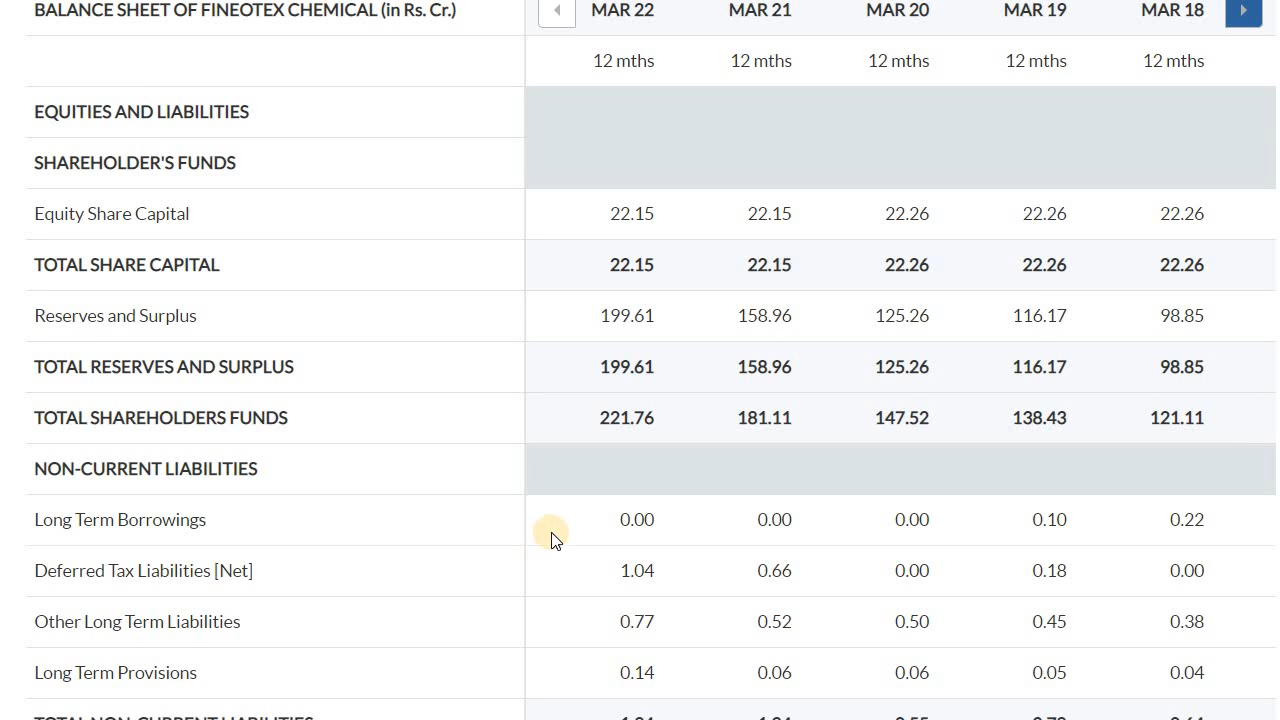 BALANCE SHEET OF FINEOTEX CHEMICAL (in Rs. Cr.) MAR 22 MAR 21 MAR 20 MAR 19 MAR 18
12 mths 12 mths 12 mths 12 mths 12 mths
EQUITIES AND LIABILITIES
SHAREHOLDER'S FUNDS
Equity Share Capital 22.15 22.15 22.26 22.26 22.26
TOTAL SHARE CAPITAL 22.15 22.15 22.26 22.26 22.26
Reserves and Surplus 199.61 158.96 125.26 116.17 98.85
TOTAL RESERVES AND SURPLUS 199.61 158.96 125.26 116.17 98.85
TOTAL SHAREHOLDERS FUNDS 221.76 181.11 147.52 138.43 121.11
NON-CURRENT LIABILITIES
Long Term Borrowings 0.00 0.00 0.00 0.10 0.22
Deferred Tax Liabilities [Net] 1.04 0.66 0.00 0.18 0.00
Other Long Term Liabilities 0.77 0.52 0.50 0.45 0.38
Long Term Provisions 0.14 0.06 0.06 0.05 0.04
TOTAL NON-CURRENT LIABILITIES